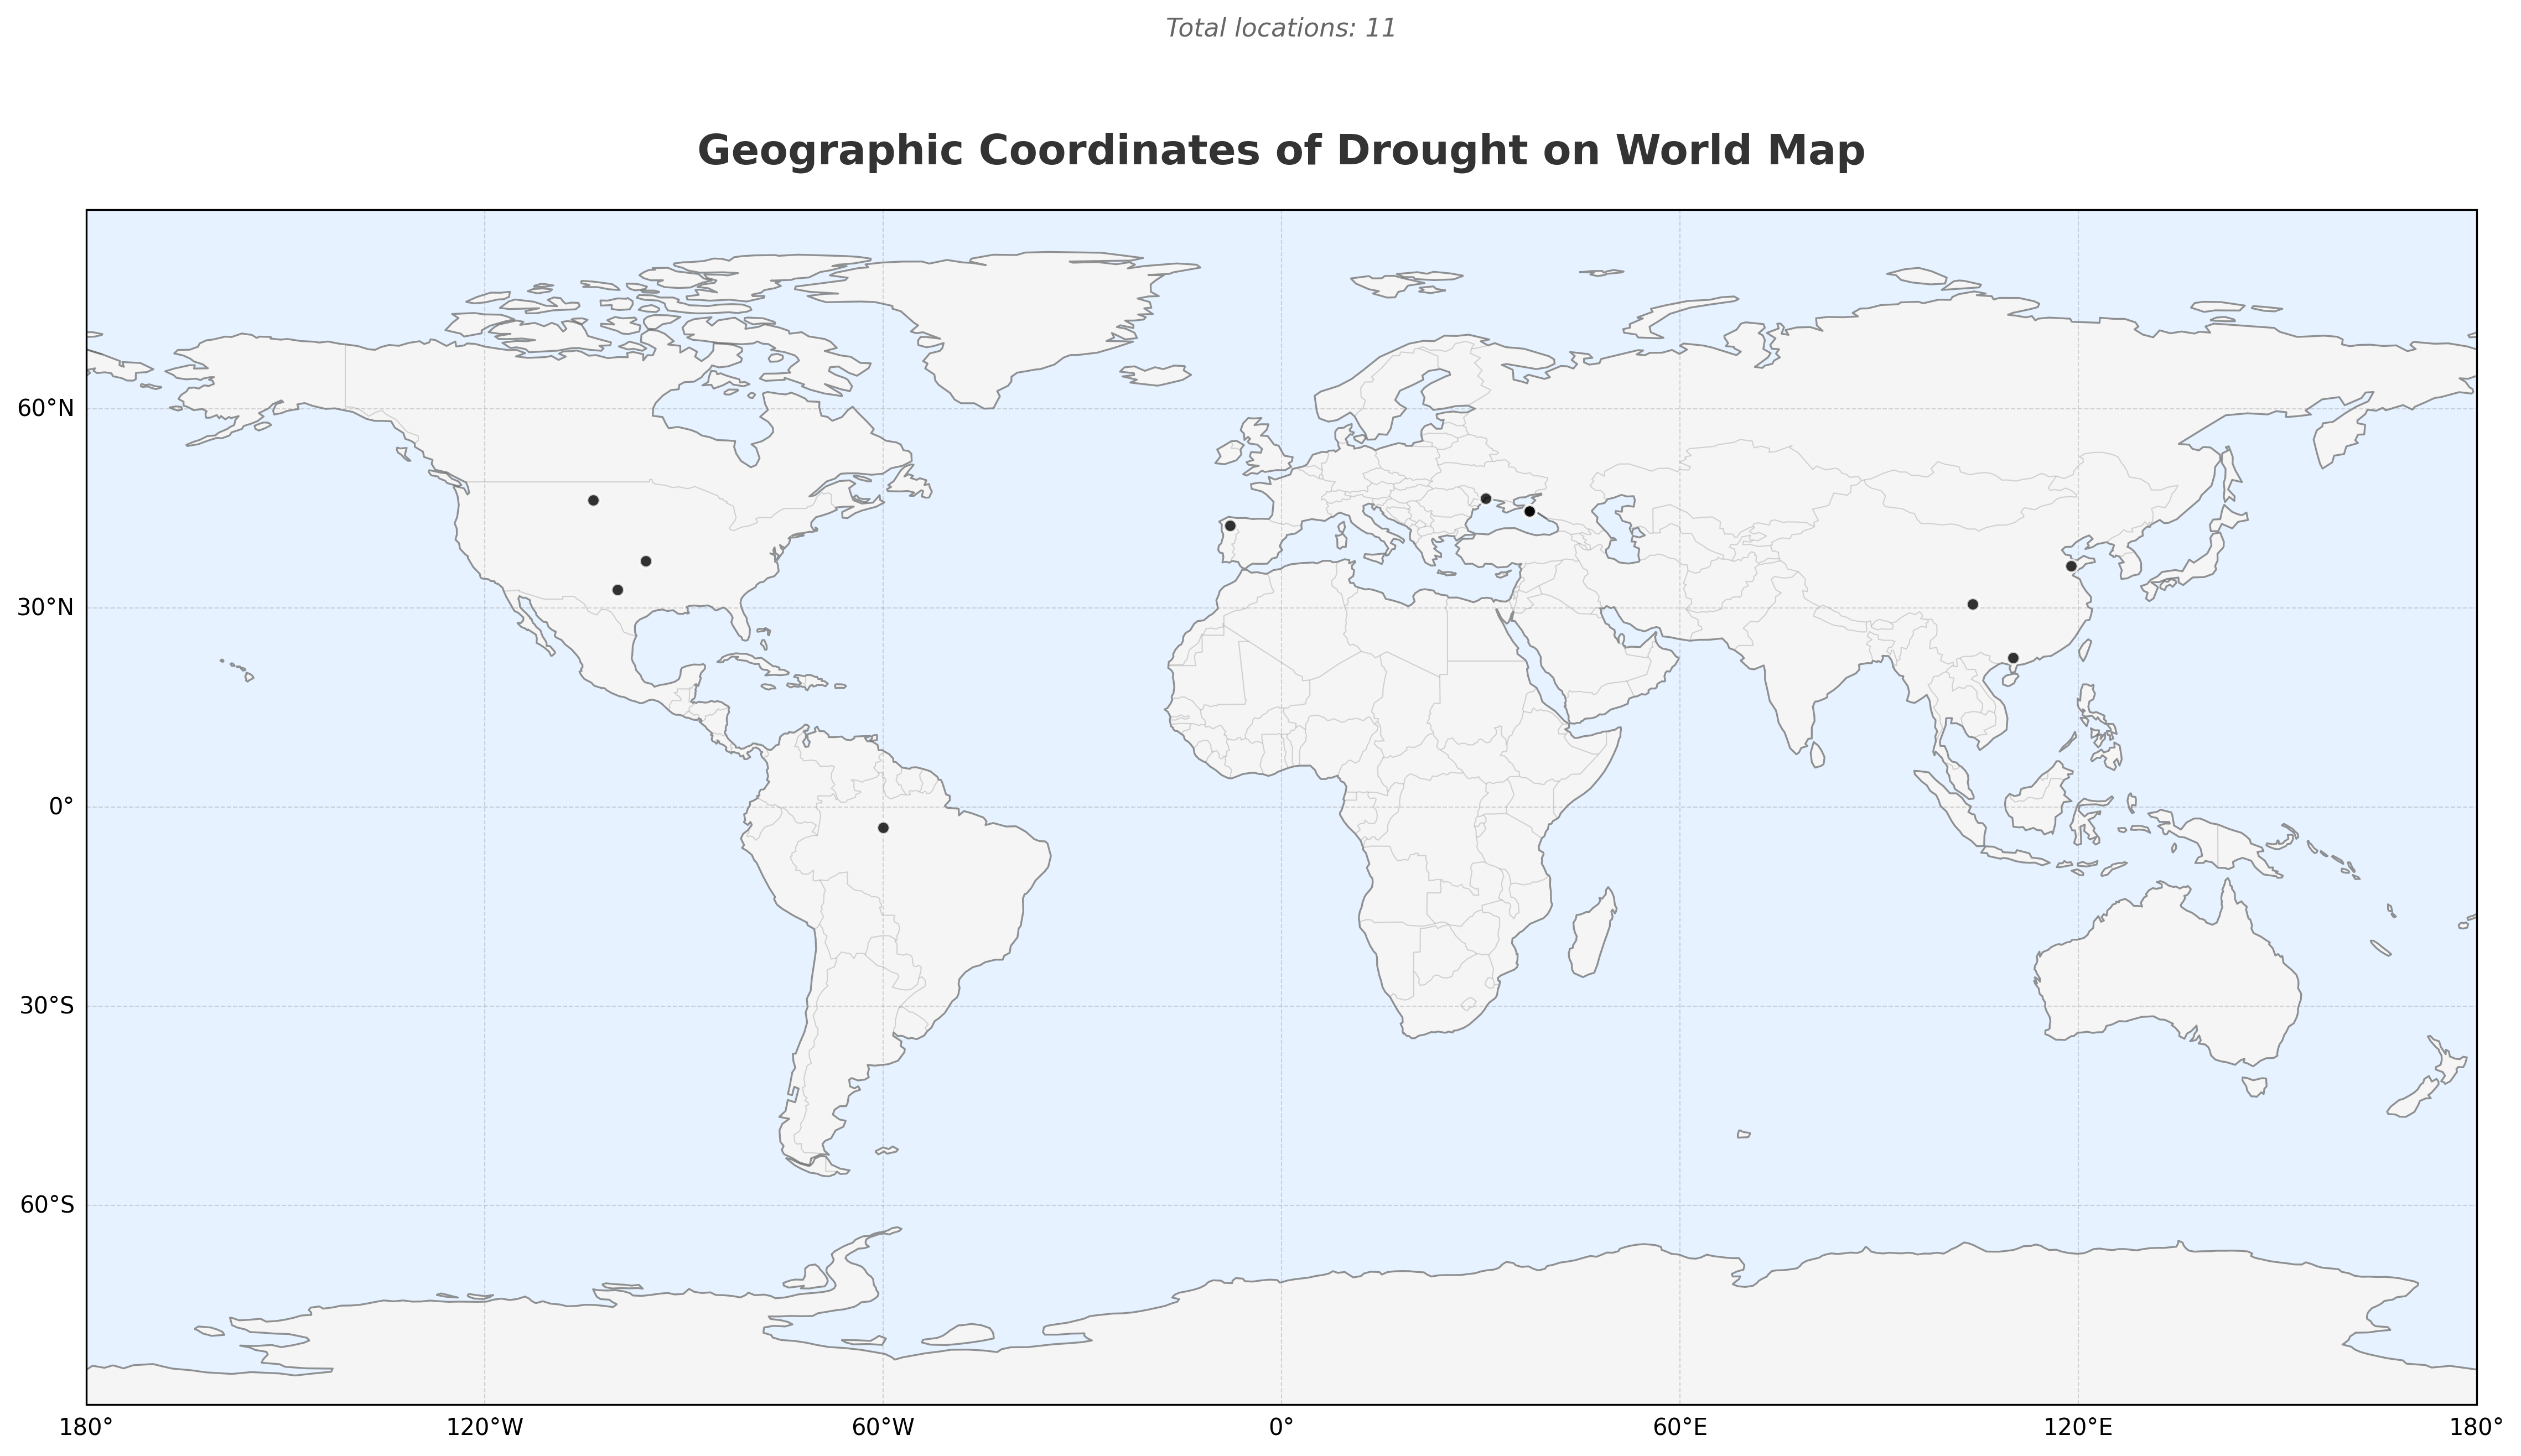 Total locations: 11
Geographic Coordinates of Drought on World Map
60°N
30°N
0°
30°S
60°S
180°
120°W
60°W
0°
60°E
120°E
180°